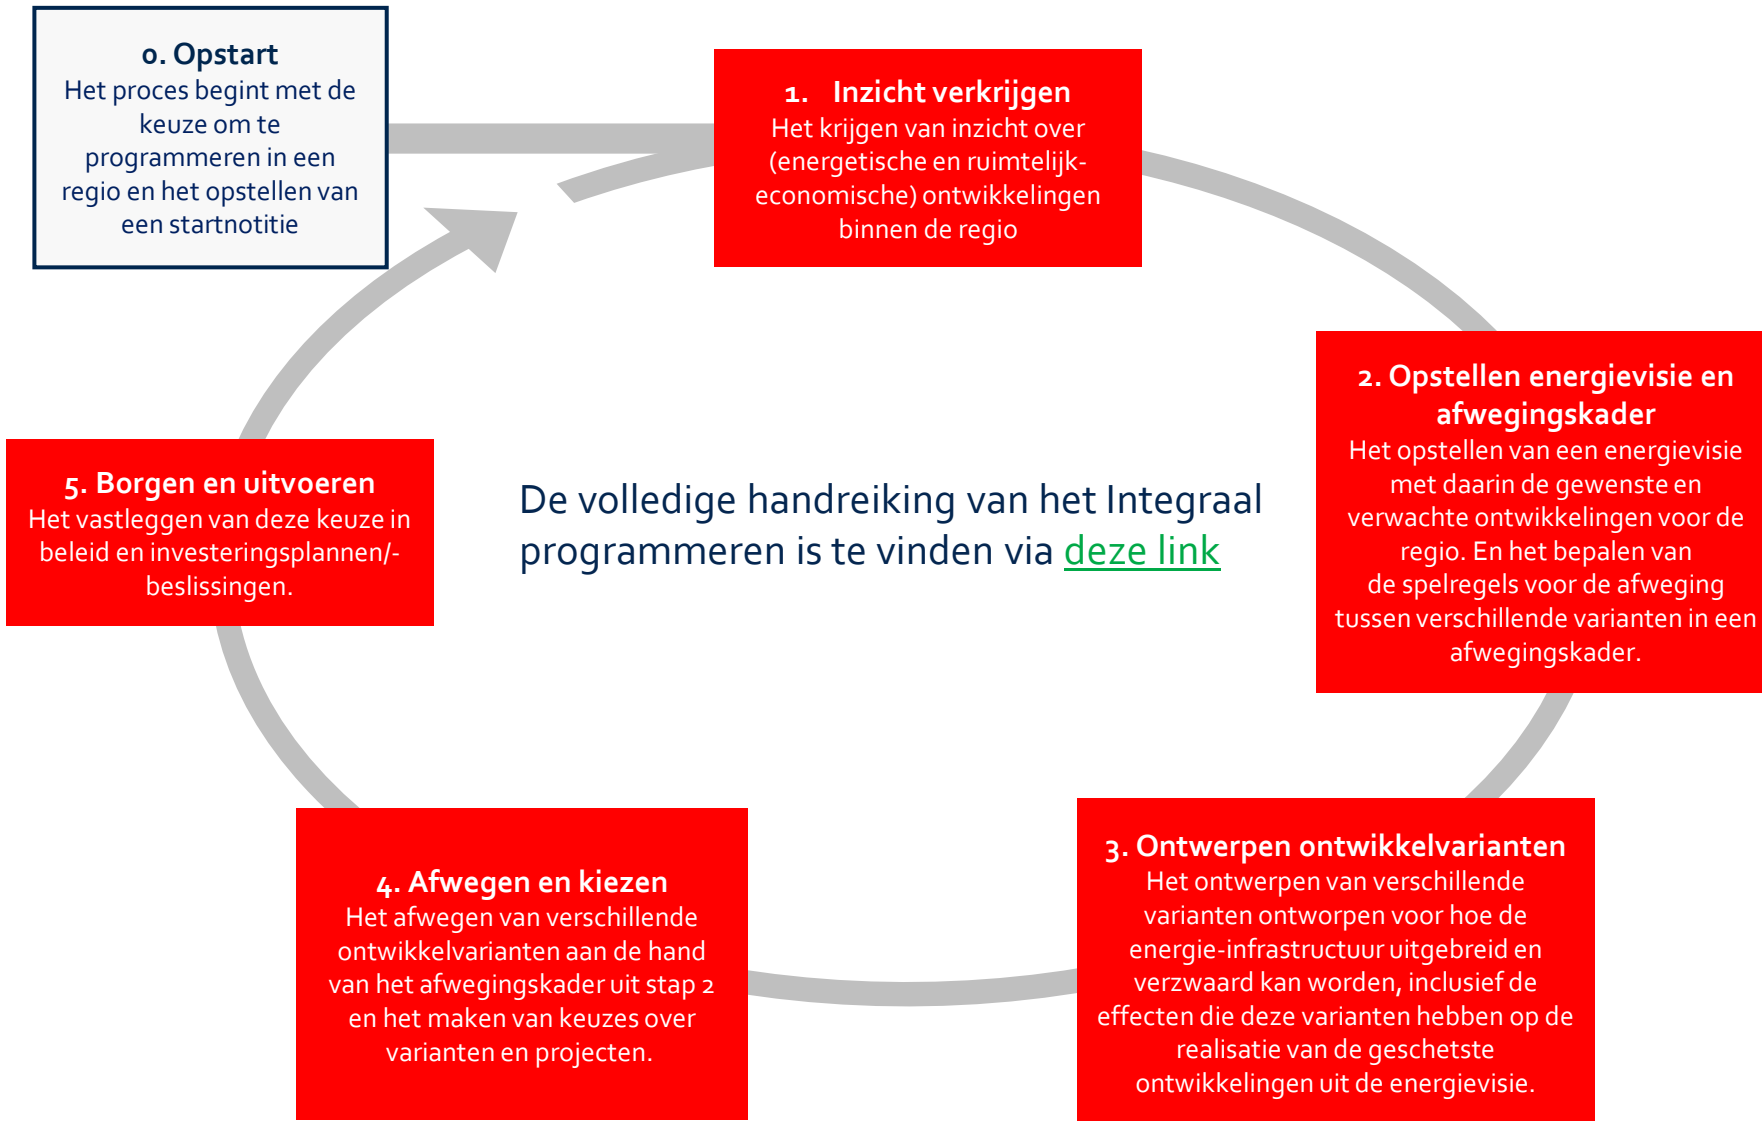 0. Opstart
Het proces begint met de
keuze om te
programmeren in een
regio en het opstellen van
een startnotitie
1. Inzicht verkrijgen
Het krijgen van inzicht over
(energetische en ruimtelijk-
economische) ontwikkelingen
binnen de regio
2. Opstellen energievisie en
afwegingskader
Het opstellen van een energievisie
met daarin de gewenste en
verwachte ontwikkelingen voor de
regio. En het bepalen van
de spelregels voor de afweging
tussen verschillende varianten in een
afwegingskader.
5. Borgen en uitvoeren
Het vastleggen van deze keuze in
beleid en investeringsplannen/-
beslissingen.
De volledige handreiking van het Integraal
programmeren is te vinden via deze link
3. Ontwerpen ontwikkelvarianten
Het ontwerpen van verschillende
varianten ontworpen voor hoe de
energie-infrastructuur uitgebreid en
verzwaard kan worden, inclusief de
effecten die deze varianten hebben op de
realisatie van de geschetste
ontwikkelingen uit de energievisie.
4. Afwegen en kiezen
Het afwegen van verschillende
ontwikkelvarianten aan de hand
van het afwegingskader uit stap 2
en het maken van keuzes over
varianten en projecten.